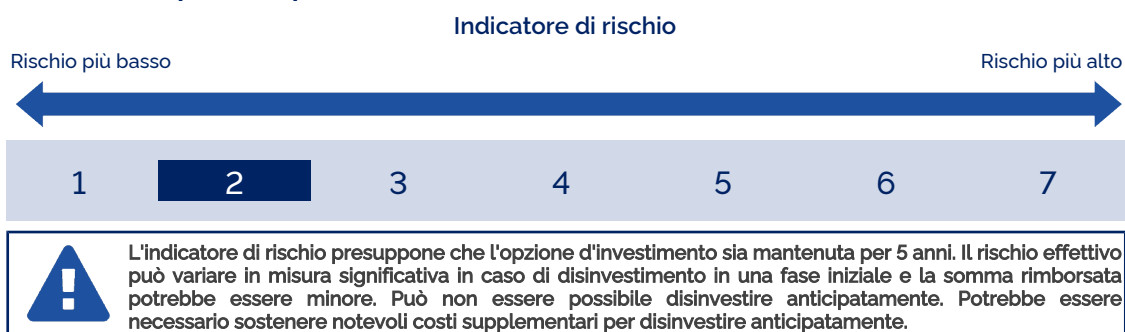 Indicatore di rischio
Rischio più basso
Rischio più alto
1 2 3 4 5 6 7
L'indicatore di rischio presuppone che l'opzione d'investimento sia mantenuta per 5 anni. Il rischio effettivo
può variare in misura significativa in caso di disinvestimento in una fase iniziale e la somma rimborsata
potrebbe essere minore. Può non essere possibile disinvestire anticipatamente. Potrebbe essere
necessario sostenere notevoli costi supplementari per disinvestire anticipatamente.